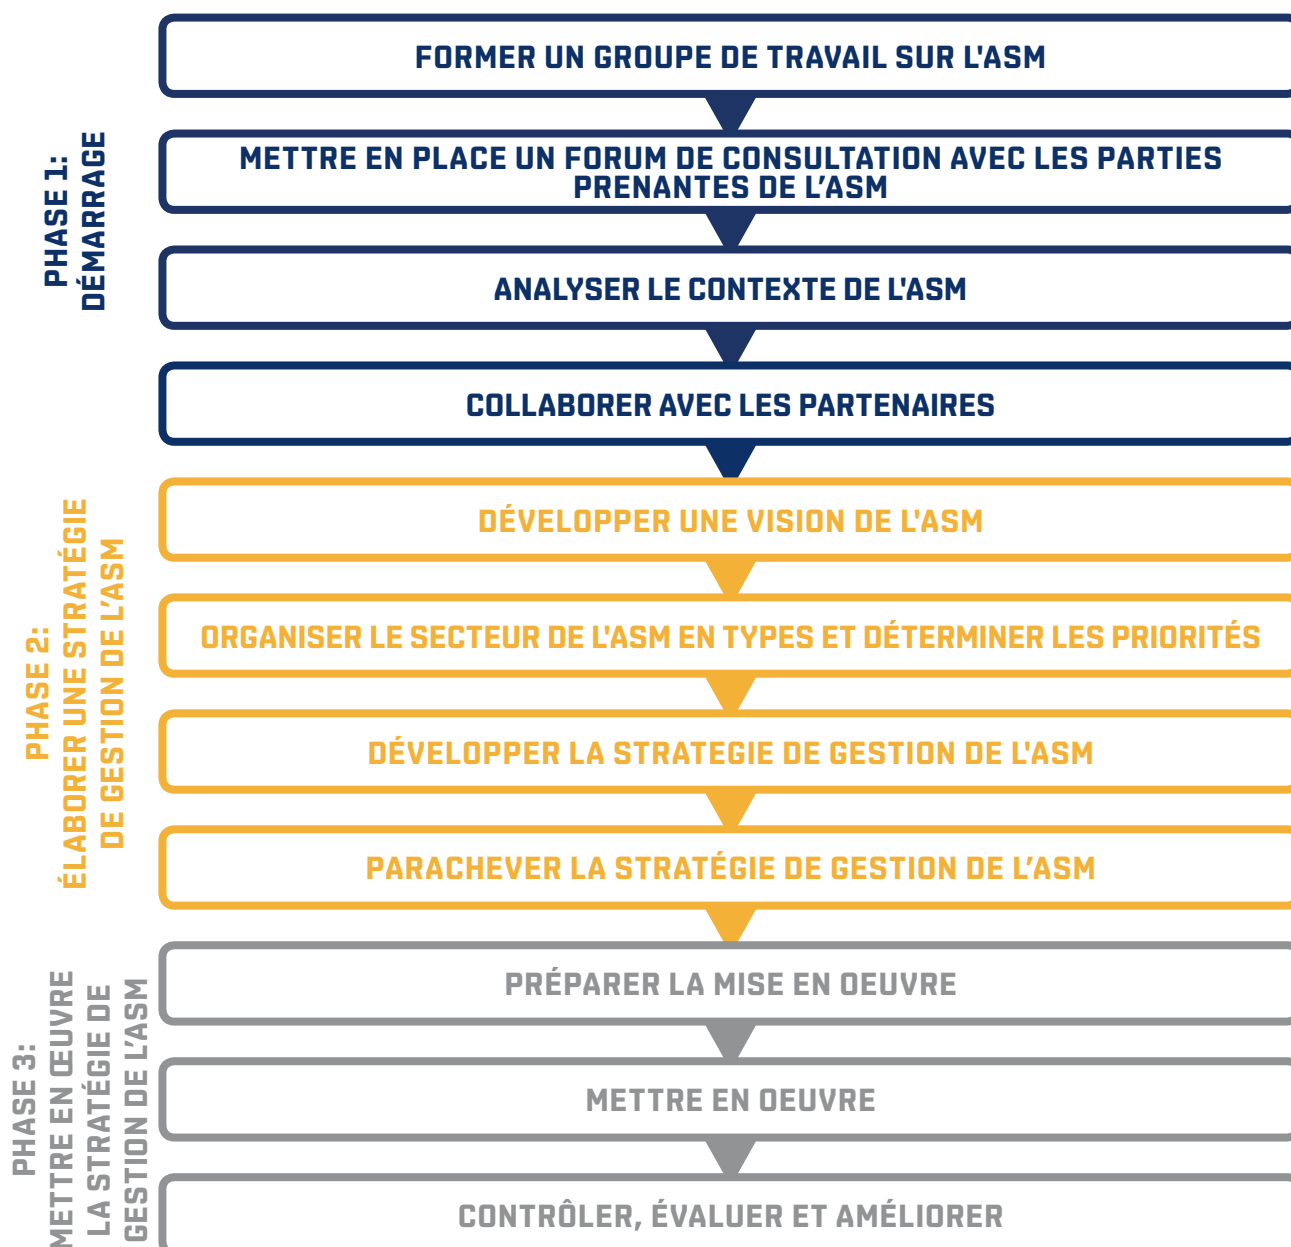 PHASE 1:
DÉMARRAGE
FORMER UN GROUPE DE TRAVAIL SUR L'ASM
METTRE EN PLACE UN FORUM DE CONSULTATION AVEC LES PARTIES
PRENANTES DE L’ASM
ANALYSER LE CONTEXTE DE L'ASM
COLLABORER AVEC LES PARTENAIRES
PHASE 2:
ÉLABORER UNE STRATÉGIE
DE GESTION DE L’ASM
DÉVELOPPER UNE VISION DE L'ASM
ORGANISER LE SECTEUR DE L'ASM EN TYPES ET DÉTERMINER LES PRIORITÉS
DÉVELOPPER LA STRATEGIE DE GESTION DE L'ASM
PARACHEVER LA STRATÉGIE DE GESTION DE L’ASM
PHASE 3:
METTRE EN ŒUVRE
LA STRATÉGIE DE
GESTION DE L’ASM
PRÉPARER LA MISE EN OEUVRE
METTRE EN OEUVRE
CONTRÔLER, ÉVALUER ET AMÉLIORER